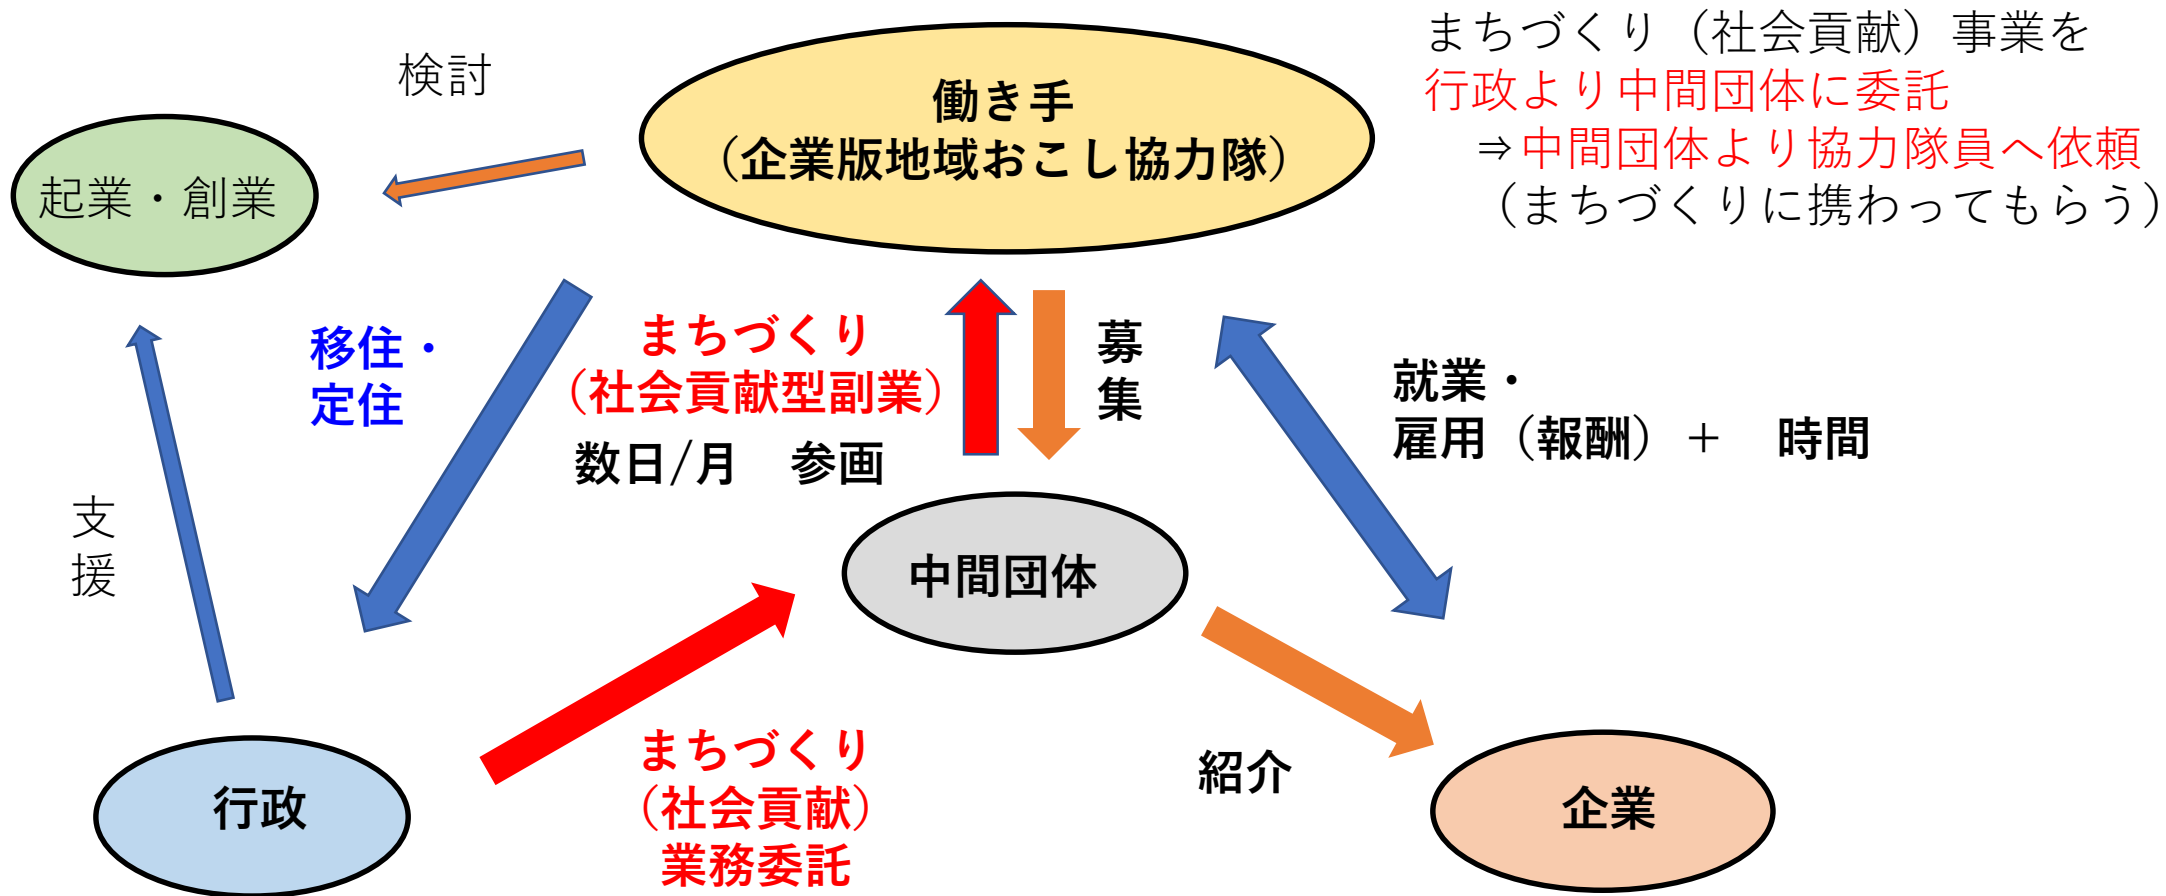 検討
働き手
（企業版地域おこし協力隊）
まちづくり（社会貢献）事業を
行政より中間団体に委託
⇒中間団体より協力隊員へ依頼
（まちづくりに携わってもらう）
起業・創業
移住・
定住
まちづくり
（社会貢献型副業）
数日/月　参画
募
集
就業・
雇用（報酬）＋　時間
支
援
中間団体
まちづくり
（社会貢献）
業務委託
紹介
行政
企業